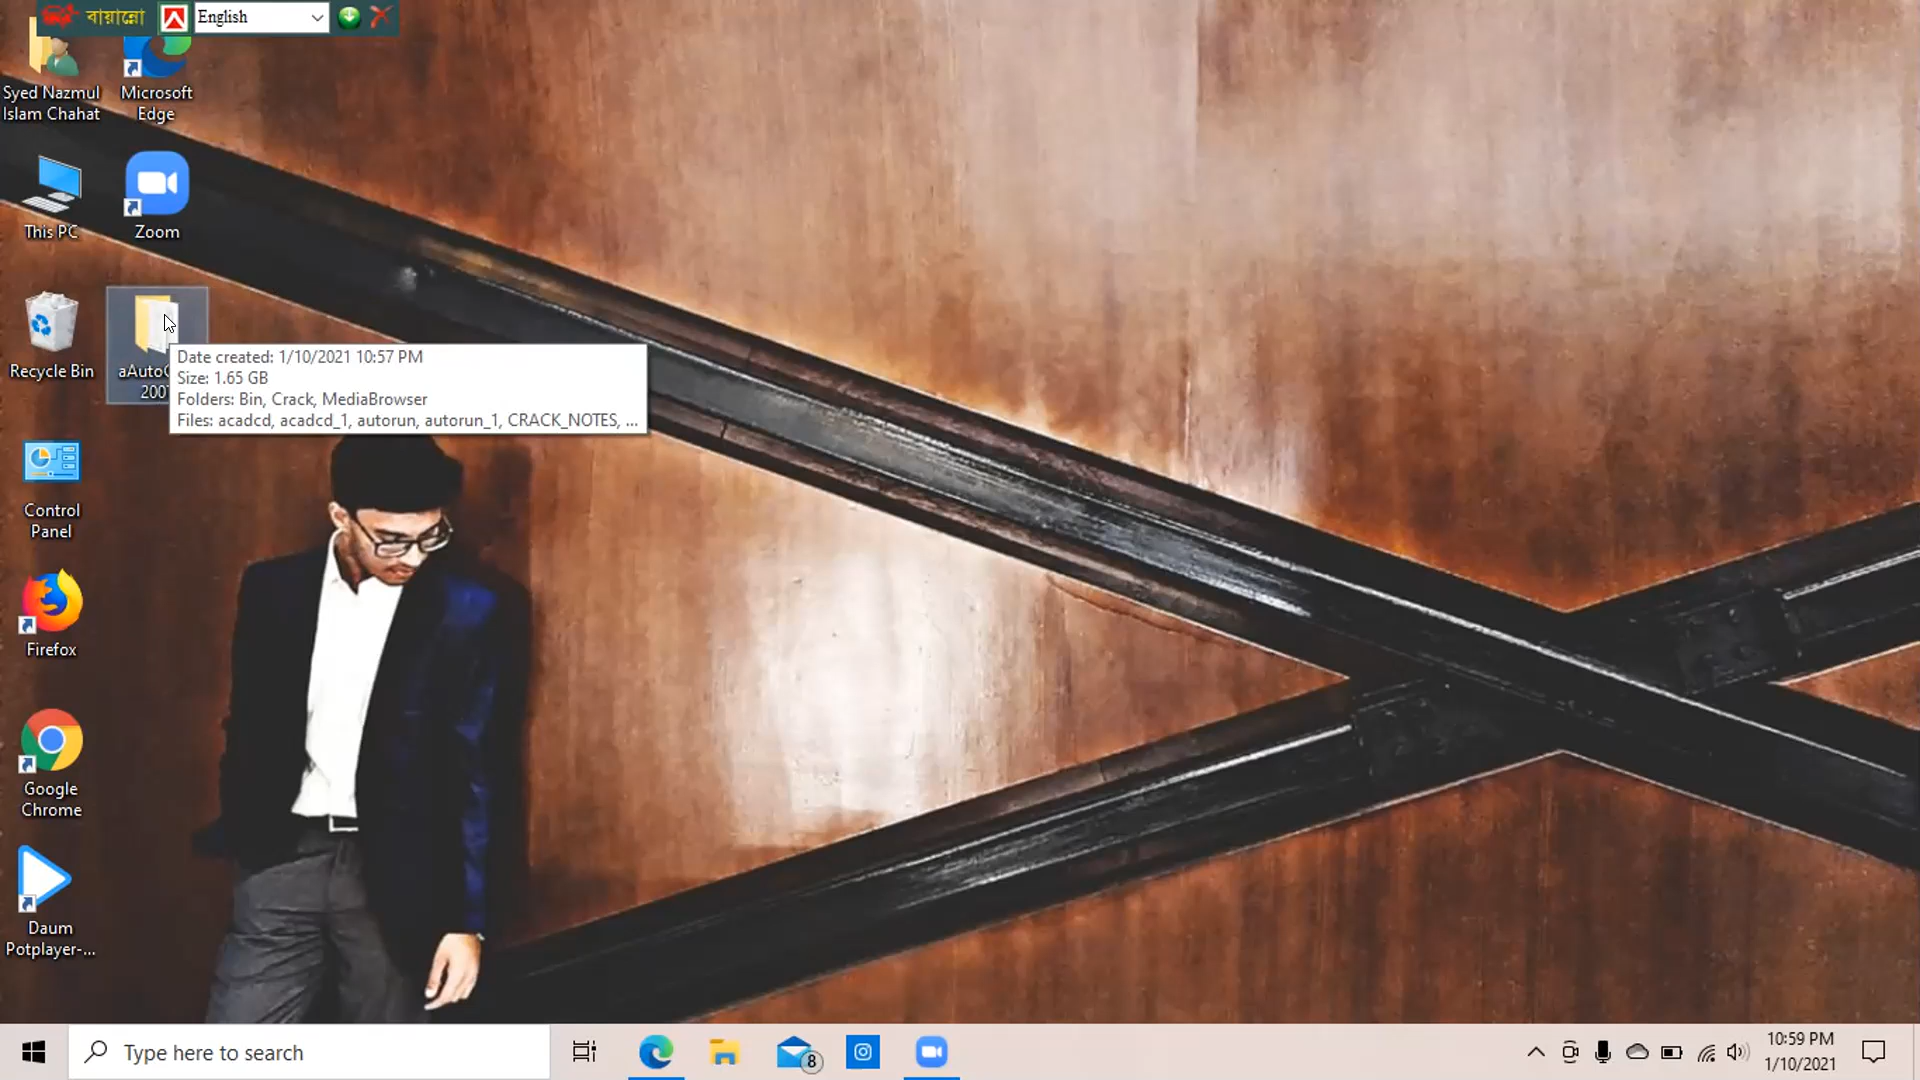 বায়ান্নো
English
Syed Nazmul
Islam Chahat
Microsoft
Edge
This PC
Zoom
Recycle Bin
Date created: 1/10/2021 10:57 PM
Size: 1.65 GB
Folders: Bin, Crack, MediaBrowser
Files: acadcd, acadcd_1, autorun, autorun_1, CRACK_NOTES, ...
Control
Panel
Firefox
Google
Chrome
Daum
Potplayer-...
Type here to search
8
10:59 PM
1/10/2021